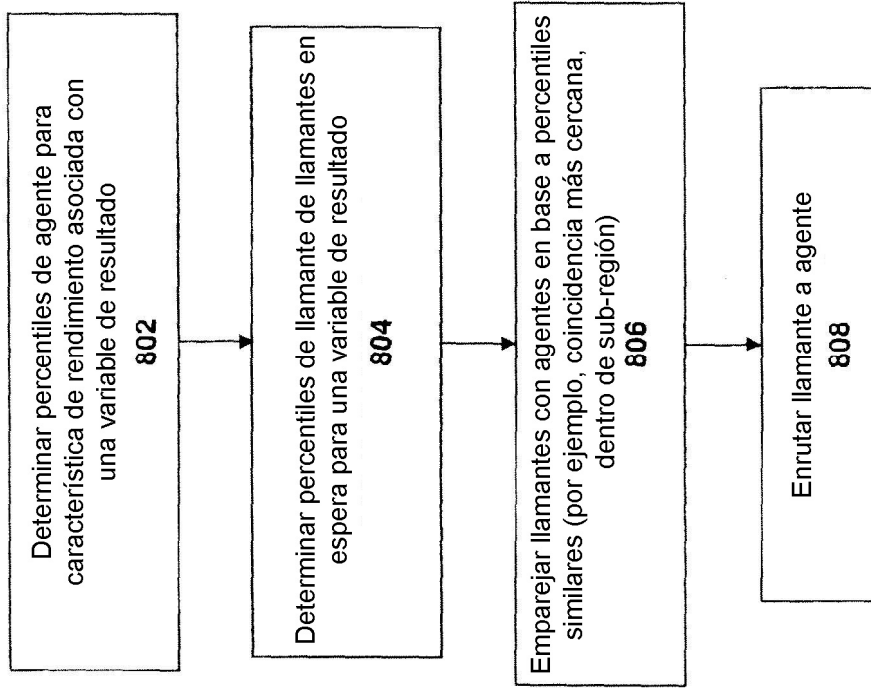 Determinar percentiles de agente para
característica de rendimiento asociada con
una variable de resultado
802
Determinar percentiles de llamante de llamantes en
espera para una variable de resultado
804
Emparejar llamantes con agentes en base a percentiles
similares (por ejemplo, coincidencia más cercana,
dentro de sub-región)
806
Enrutar llamante a agente
808